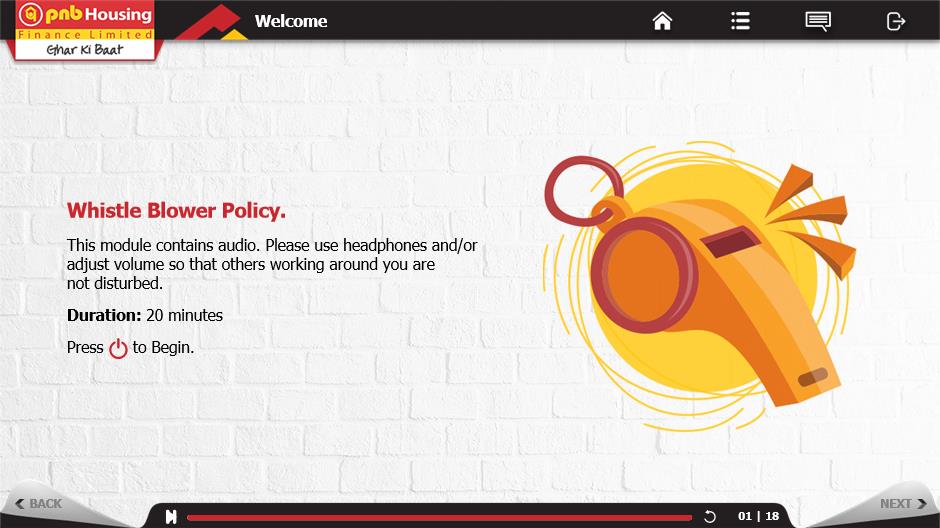 pnb Housing
Finance Limited
Ghar Ki Baat
Welcome
Whistle Blower Policy.
This module contains audio. Please use headphones and/or
adjust volume so that others working around you are
not disturbed.
Duration: 20 minutes
Press to Begin.
BACK
01 | 18
NEXT